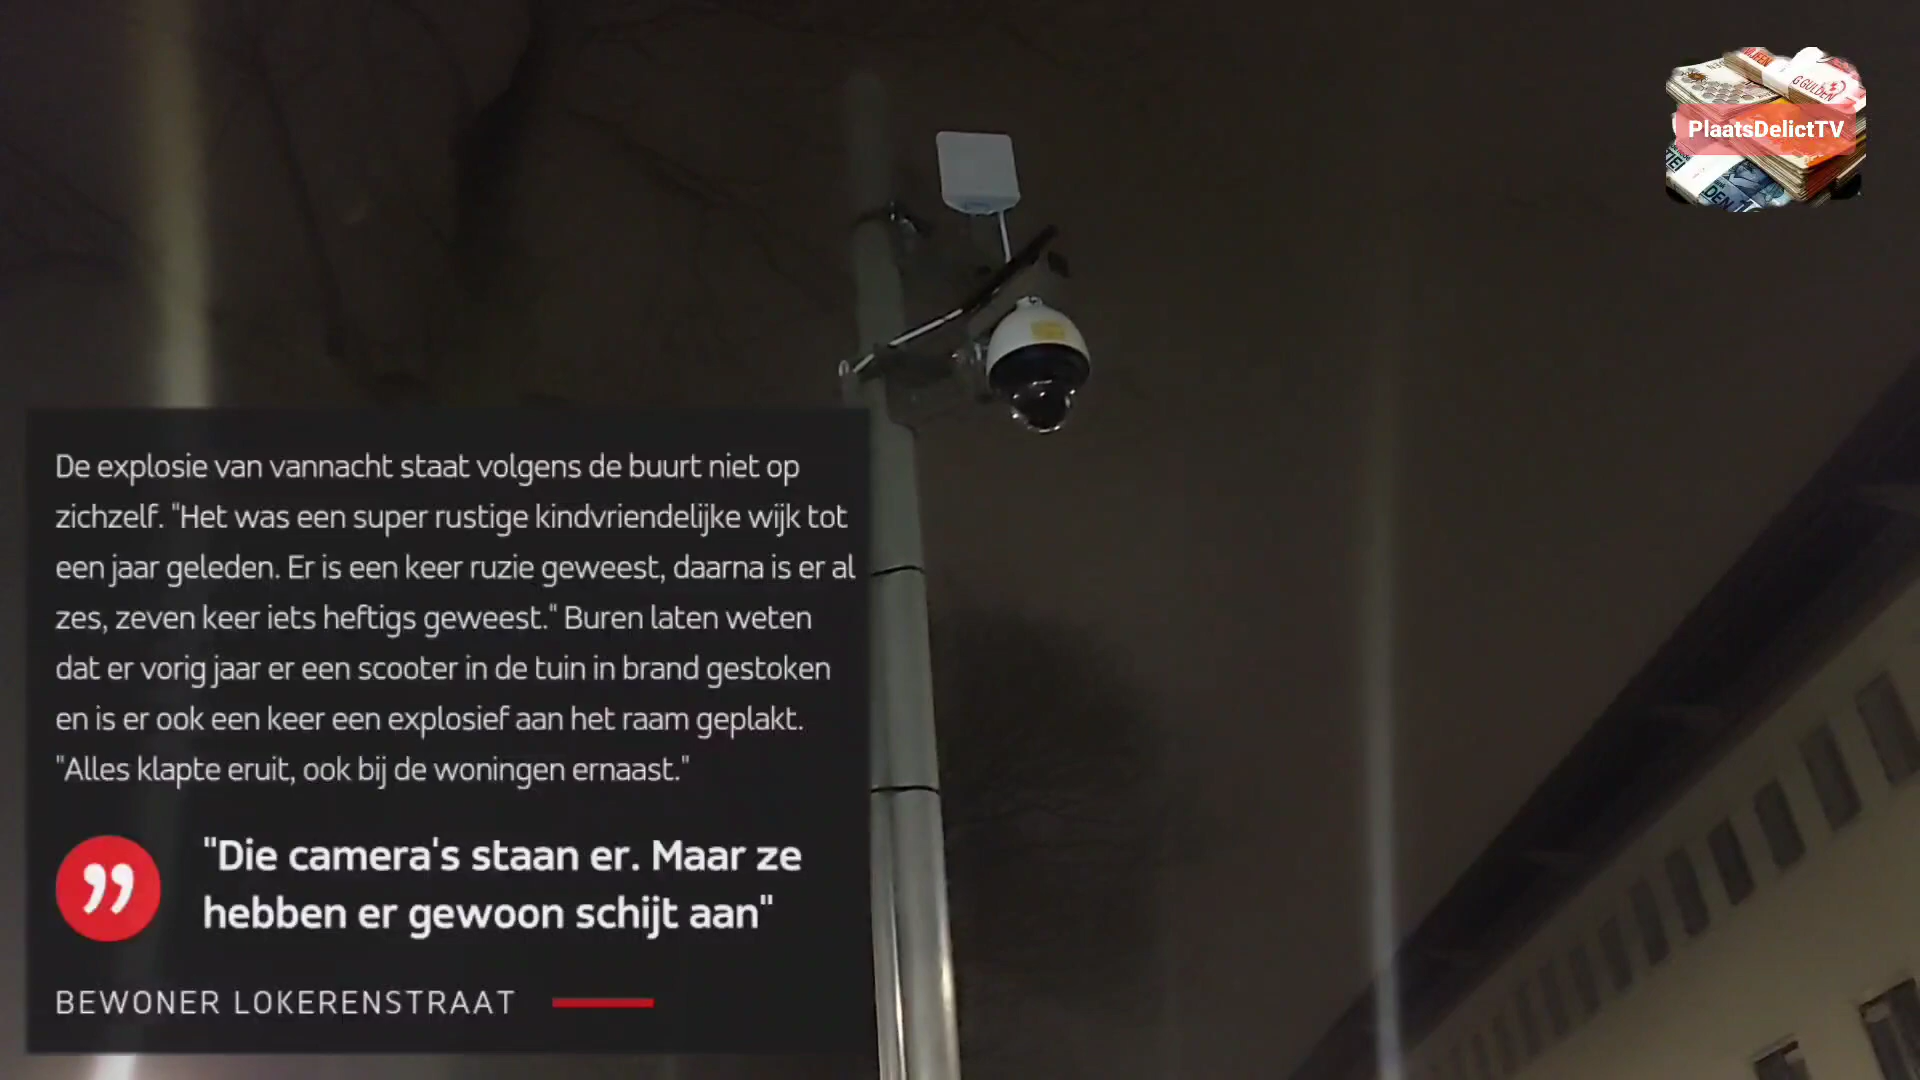 PlaatsDelictTV
De explosie van vannacht staat volgens de buurt niet op
zichzelf. "Het was een super rustige kindvriendelijke wijk tot
een jaar geleden. Er is een keer ruzie geweest, daarna is er al
zes, zeven keer iets heftigs geweest." Buren laten weten
dat er vorig jaar er een scooter in de tuin in brand gestoken
en is er ook een keer een explosief aan het raam geplakt.
"Alles klapte eruit, ook bij de woningen ernaast."
"Die camera's staan er. Maar ze
hebben er gewoon schijt aan"
BEWONER LOKERENSTRAAT